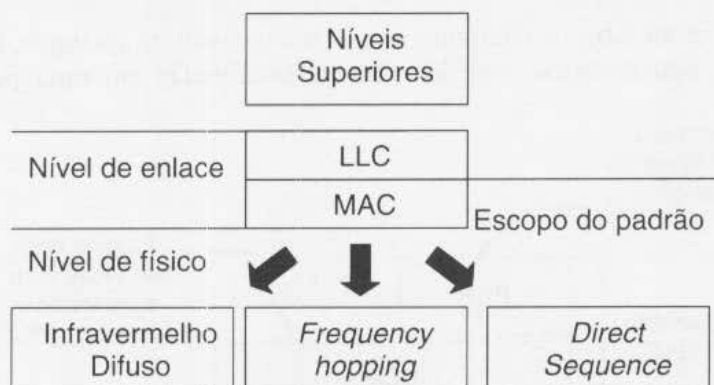 Níveis
Superiores
Nível de enlace
LLC
MAC
Escopo do padrão
Nível de físico
Infravermelho
Difuso
Frequency
hopping
Direct
Sequence